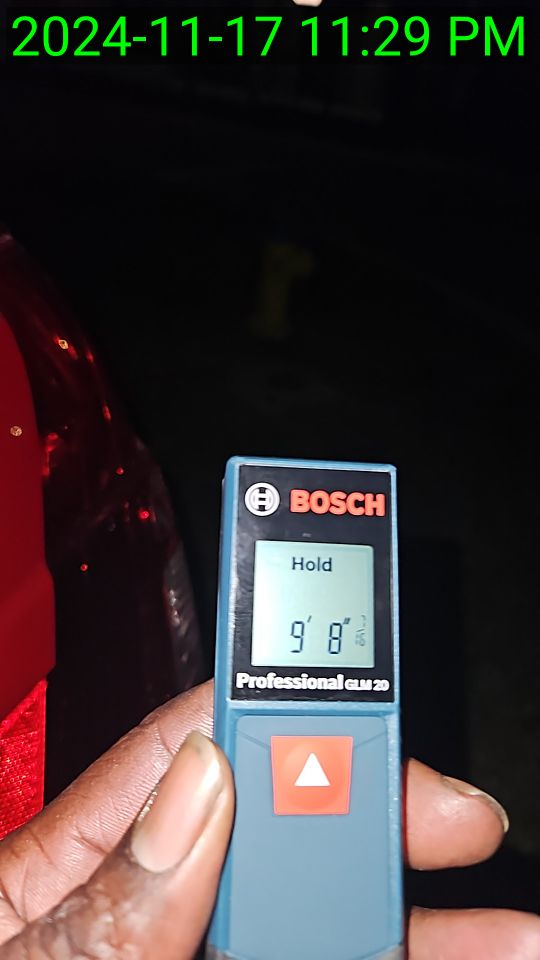 2024-11-17 11:29 PM
BOSCH
Hold
9' 8"
Professional GLM 20